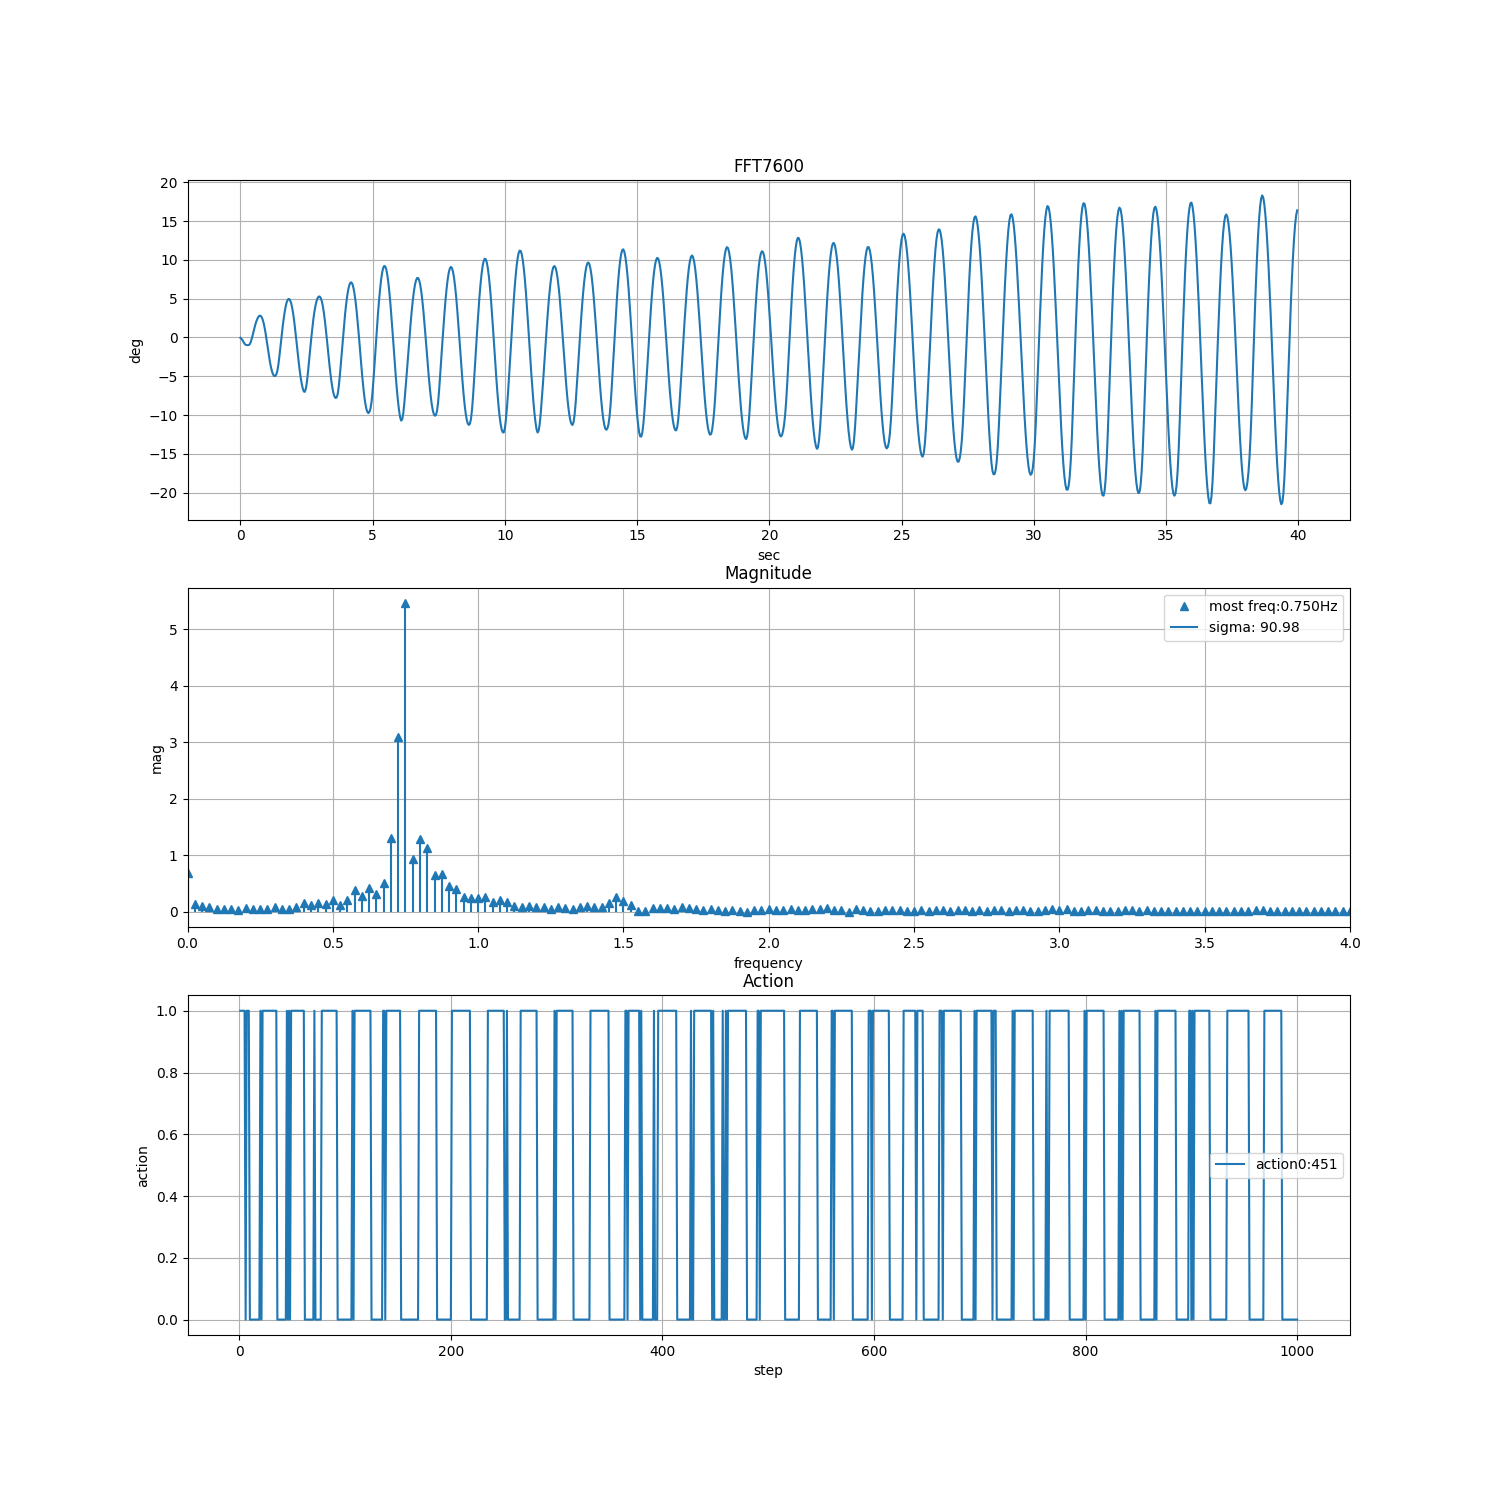 FFT7600
20
15
10
5
0
−5
−10
−15
−20
deg
0 5 10 15 20 25 30 35 40
sec
Magnitude
most freq:0.750Hz
sigma: 90.98
5
4
3
2
1
0
mag
0.0 0.5 1.0 1.5 2.0 2.5 3.0 3.5 4.0
frequency
Action
1.0
0.8
0.6
0.4
0.2
0.0
action
action0:451
0 200 400 600 800 1000
step